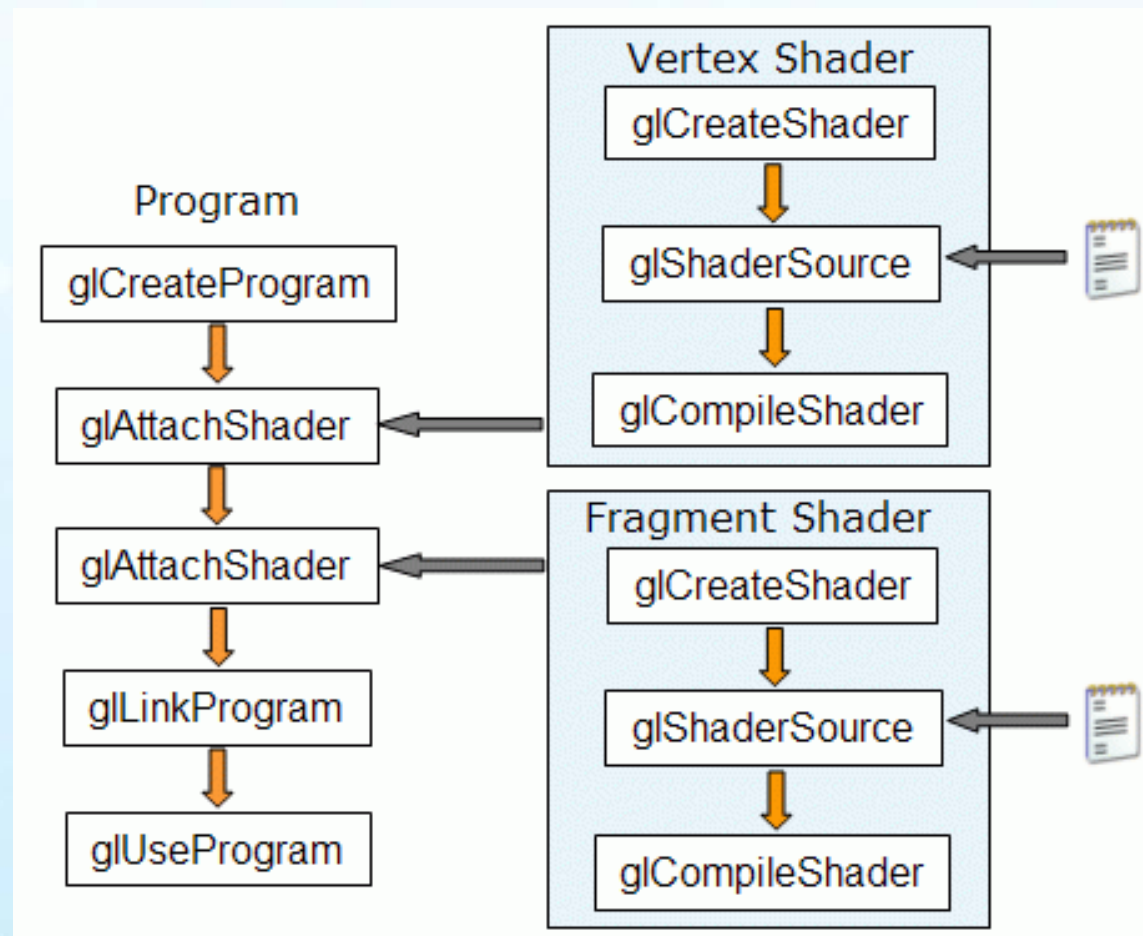 Program
glCreateProgram
glAttachShader
glAttachShader
glLinkProgram
glUseProgram
Vertex Shader
glCreateShader
glShaderSource
glCompileShader
Fragment Shader
glCreateShader
glShaderSource
glCompileShader